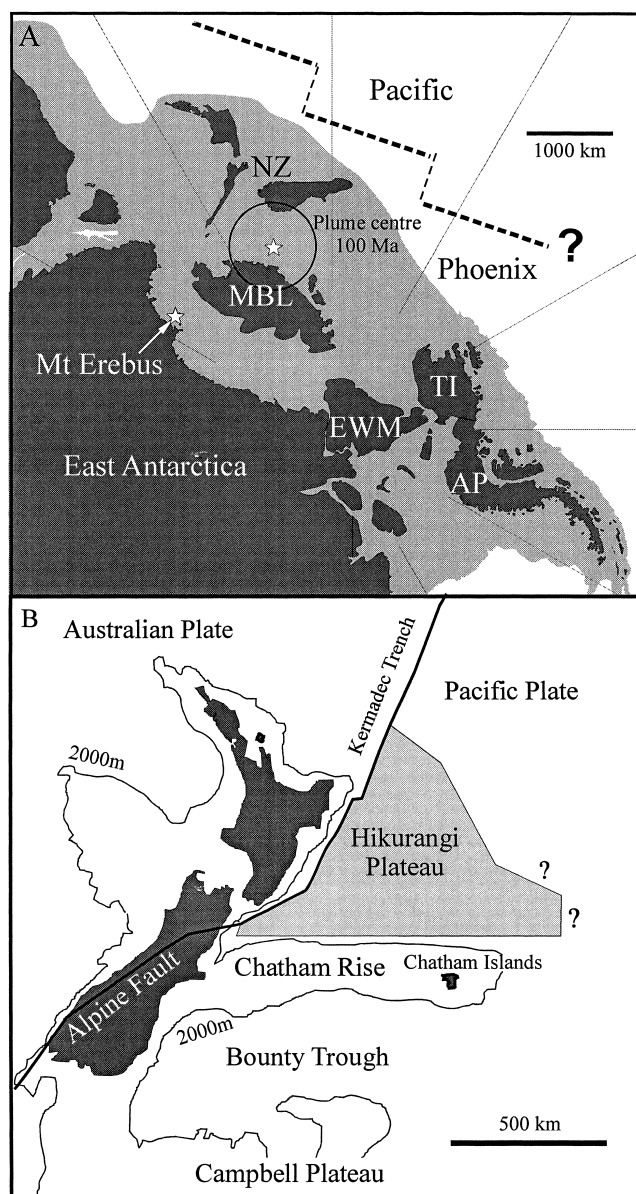 A
Pacific
1000 km
NZ
Plume centre
100 Ma
?
Phoenix
MBL
Mt Erebus
TI
EWM
East Antarctica
AP
B
Australian Plate
Kermadec Trench
Pacific Plate
2000m
Hikurangi
Plateau
?
?
Chatham Rise
Chatham Islands
Alpine Fault
2000m
Bounty Trough
500 km
Campbell Plateau